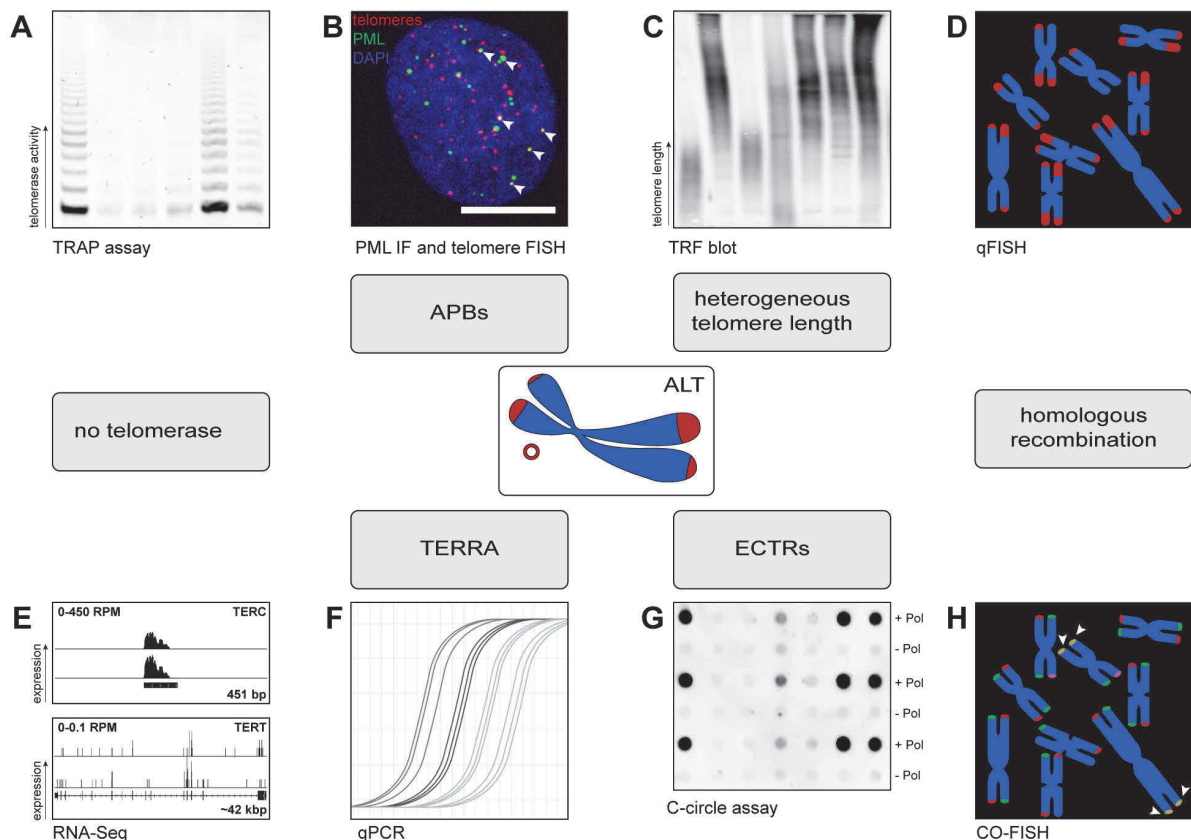 A
telomerase activity
TRAP assay
B
telomeres
PML
DAPI
PML IF and telomere FISH
C
telomere length
TRF blot
D
qFISH
APBs
heterogeneous
telomere length
no telomerase
ALT
homologous
recombination
TERRA
ECTRs
E
0-450 RPM
TERC
expression
451 bp
0-0.1 RPM
TERT
expression
~42 kbp
RNA-Seq
F
qPCR
G
+ Pol
- Pol
+ Pol
- Pol
+ Pol
- Pol
C-circle assay
H
CO-FISH